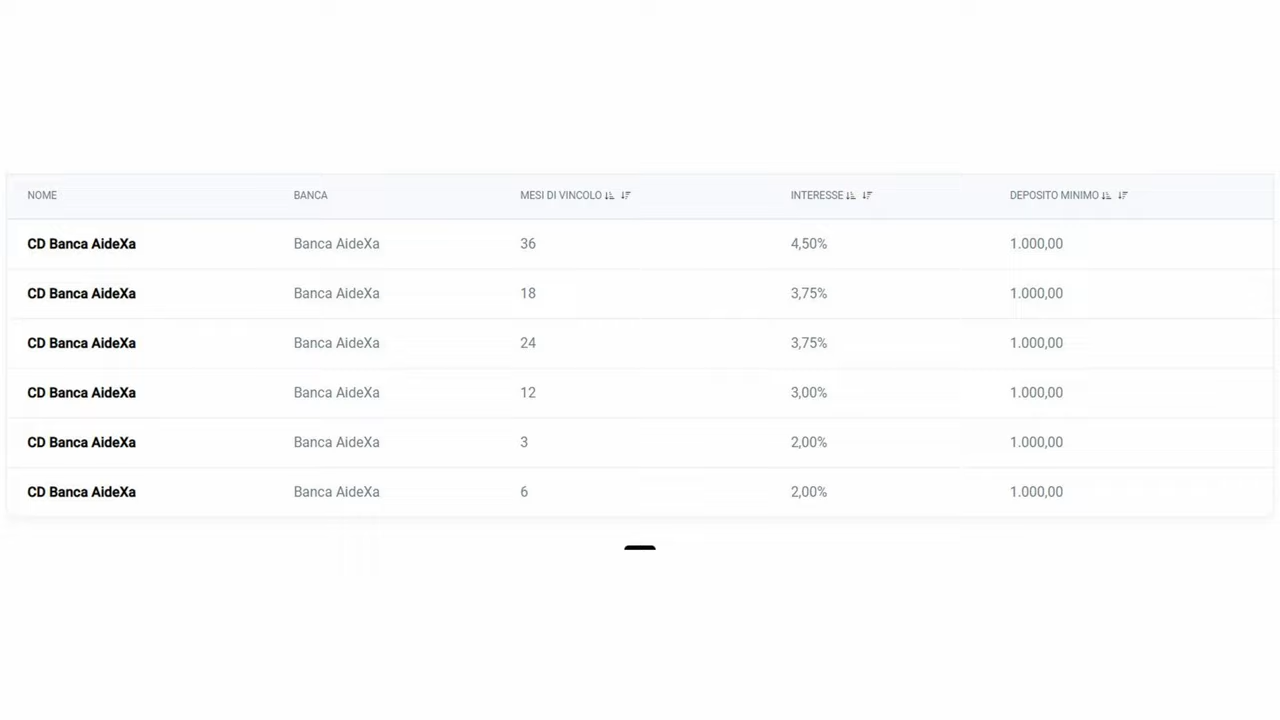 NOME BANCA MESI DI VINCOLO INTERESSE DEPOSITO MINIMO
CD Banca AideXa Banca AideXa 36 4,50% 1.000,00
CD Banca AideXa Banca AideXa 18 3,75% 1.000,00
CD Banca AideXa Banca AideXa 24 3,75% 1.000,00
CD Banca AideXa Banca AideXa 12 3,00% 1.000,00
CD Banca AideXa Banca AideXa 3 2,00% 1.000,00
CD Banca AideXa Banca AideXa 6 2,00% 1.000,00